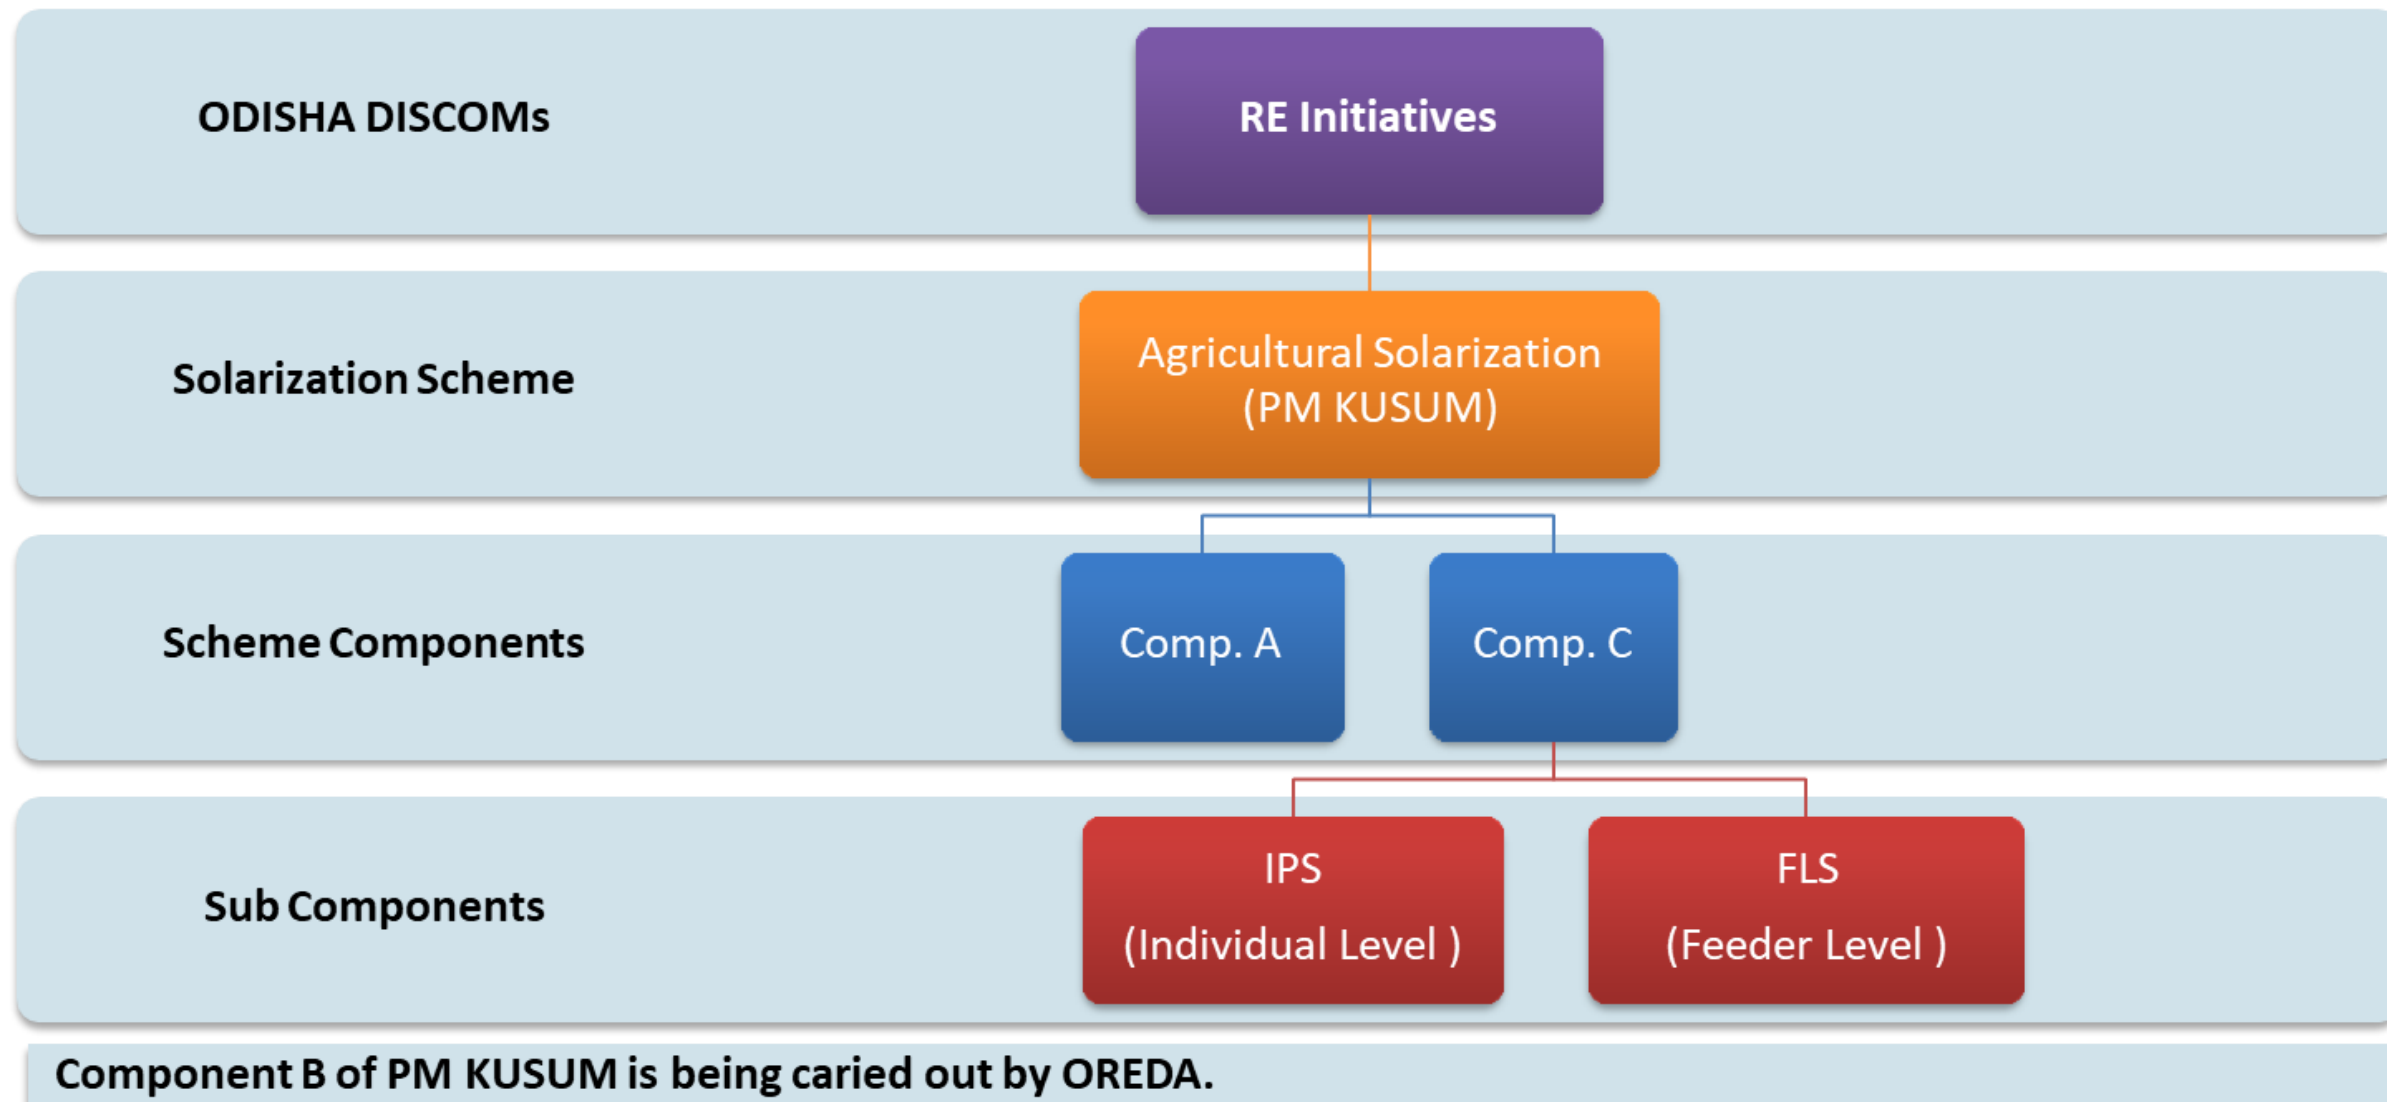 ODISHA DISCOMs
RE Initiatives
Solarization Scheme
Agricultural Solarization
(PM KUSUM)
Scheme Components
Comp. A
Comp. C
Sub Components
IPS
(Individual Level )
FLS
(Feeder Level )
Component B of PM KUSUM is being caried out by OREDA.